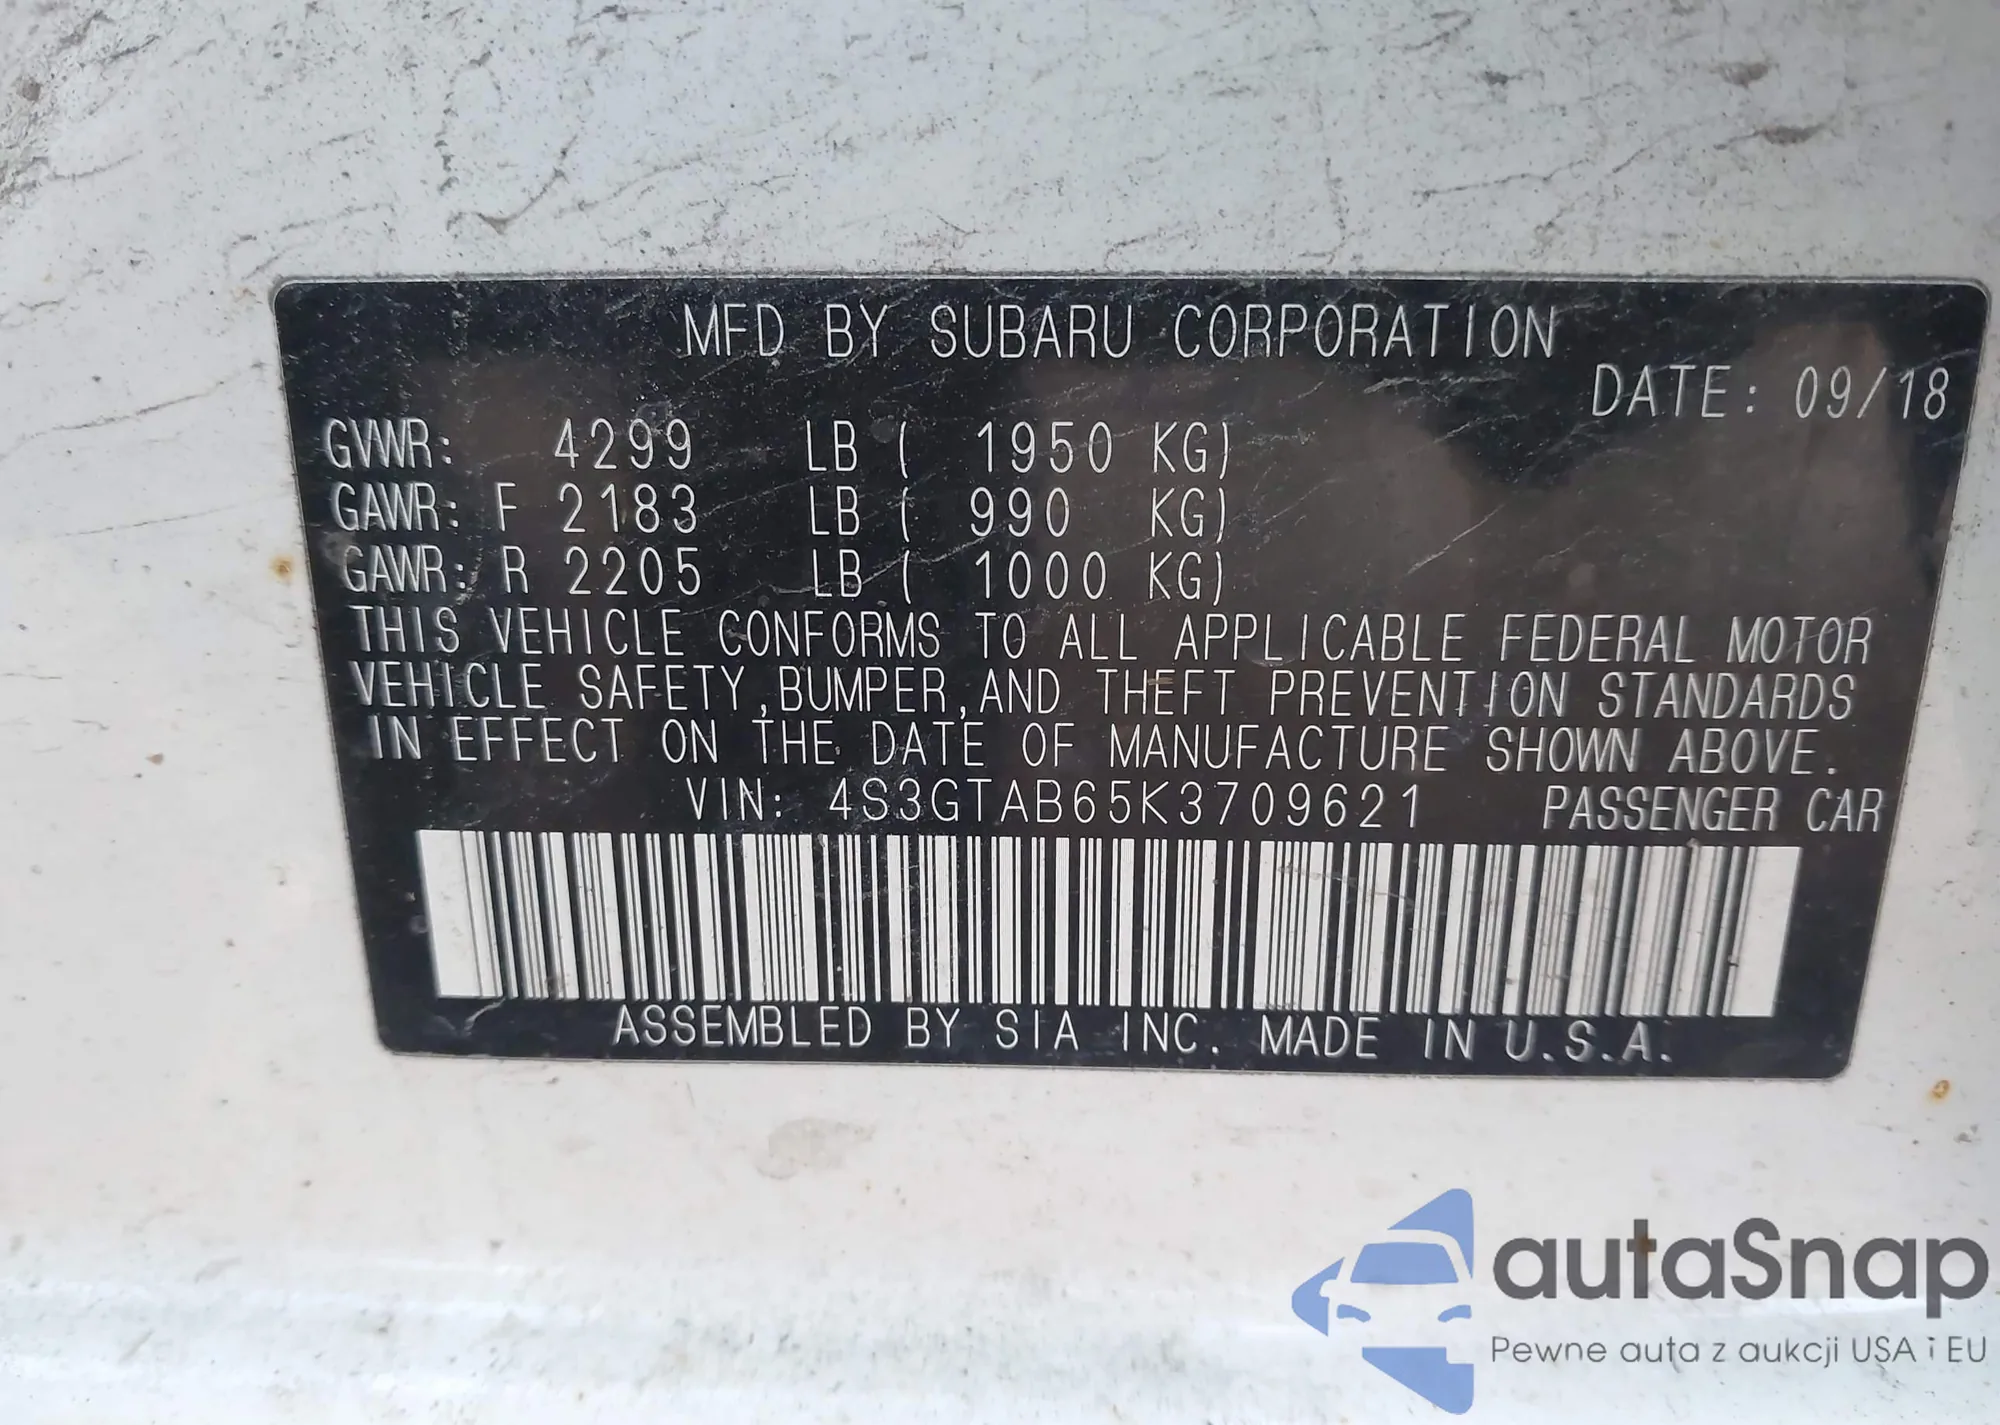 MFD BY SUBARU CORPORATION
DATE: 09/18
GVWR: 4299 LB ( 1950 KG)
GAWR: F 2183 LB ( 990 KG)
GAWR: R 2205 LB ( 1000 KG)
THIS VEHICLE CONFORMS TO ALL APPLICABLE FEDERAL MOTOR
VEHICLE SAFETY,BUMPER,AND THEFT PREVENTION STANDARDS
IN EFFECT ON THE DATE OF MANUFACTURE SHOWN ABOVE.
VIN: 4S3GTAB65K3709621 PASSENGER CAR
ASSEMBLED BY SIA INC. MADE IN U.S.A.
autaSnap
Pewne auta z aukcji USA i EU